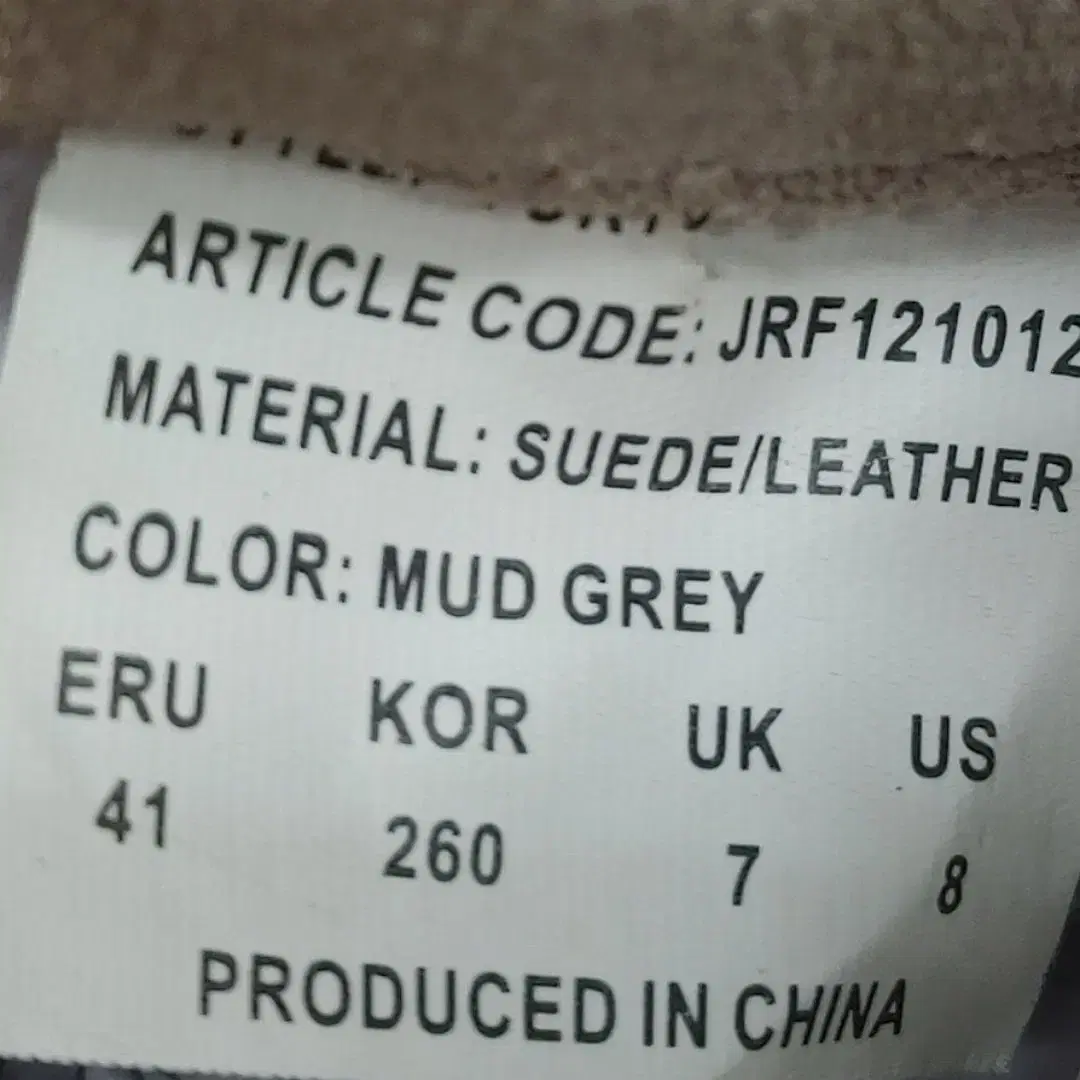 ARTICLE CODE: JRF121012
MATERIAL: SUEDE/LEATHER
COLOR: MUD GREY
ERU KOR UK US
41 260 7 8
PRODUCED IN CHINA